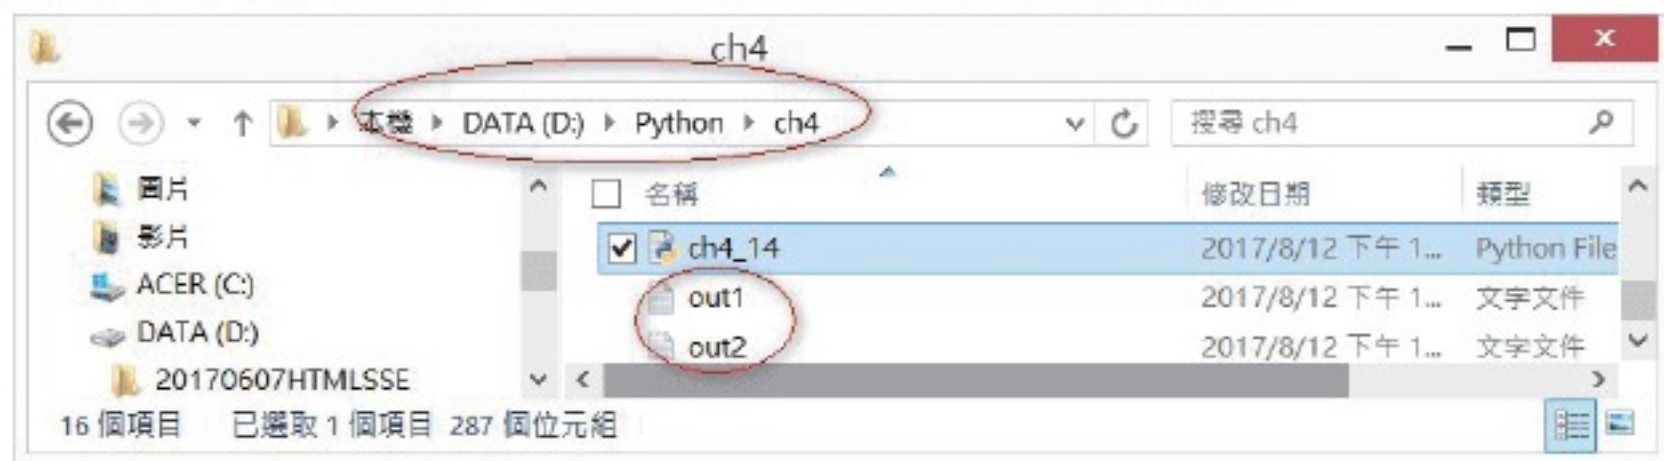 ch4
本機 DATA (D:) Python ch4 搜尋 ch4
圖片 名稱 修改日期 類型
影片 ch4_14 2017/8/12 下午 1... Python File
ACER (C:) out1 2017/8/12 下午 1... 文字文件
DATA (D:) out2 2017/8/12 下午 1... 文字文件
20170607HTMLSSE
16 個項目 已選取 1 個項目 287 個位元組